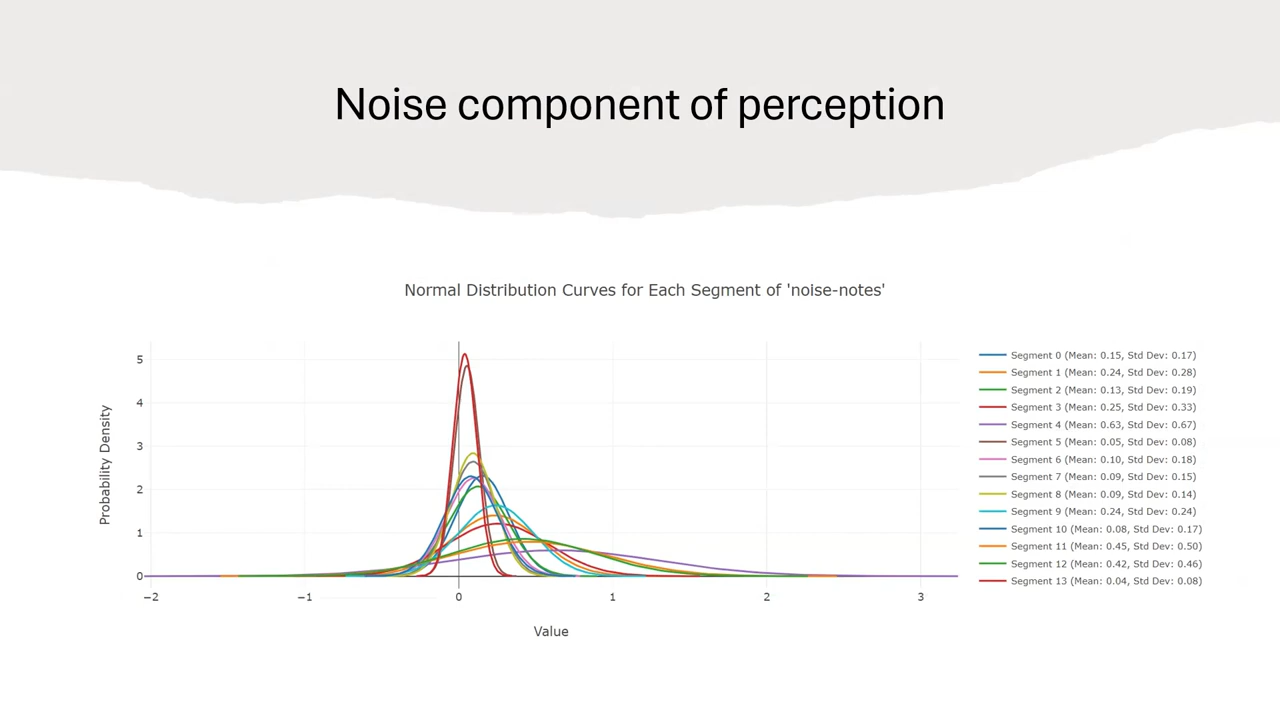 Noise component of perception
Normal Distribution Curves for Each Segment of 'noise-notes'
Probability Density
5
4
3
2
1
0
−2
−1
0
1
2
3
Value
Segment 0 (Mean: 0.15, Std Dev: 0.17)
Segment 1 (Mean: 0.24, Std Dev: 0.28)
Segment 2 (Mean: 0.13, Std Dev: 0.19)
Segment 3 (Mean: 0.25, Std Dev: 0.33)
Segment 4 (Mean: 0.63, Std Dev: 0.67)
Segment 5 (Mean: 0.05, Std Dev: 0.08)
Segment 6 (Mean: 0.10, Std Dev: 0.18)
Segment 7 (Mean: 0.09, Std Dev: 0.15)
Segment 8 (Mean: 0.09, Std Dev: 0.14)
Segment 9 (Mean: 0.24, Std Dev: 0.24)
Segment 10 (Mean: 0.08, Std Dev: 0.17)
Segment 11 (Mean: 0.45, Std Dev: 0.50)
Segment 12 (Mean: 0.42, Std Dev: 0.46)
Segment 13 (Mean: 0.04, Std Dev: 0.08)